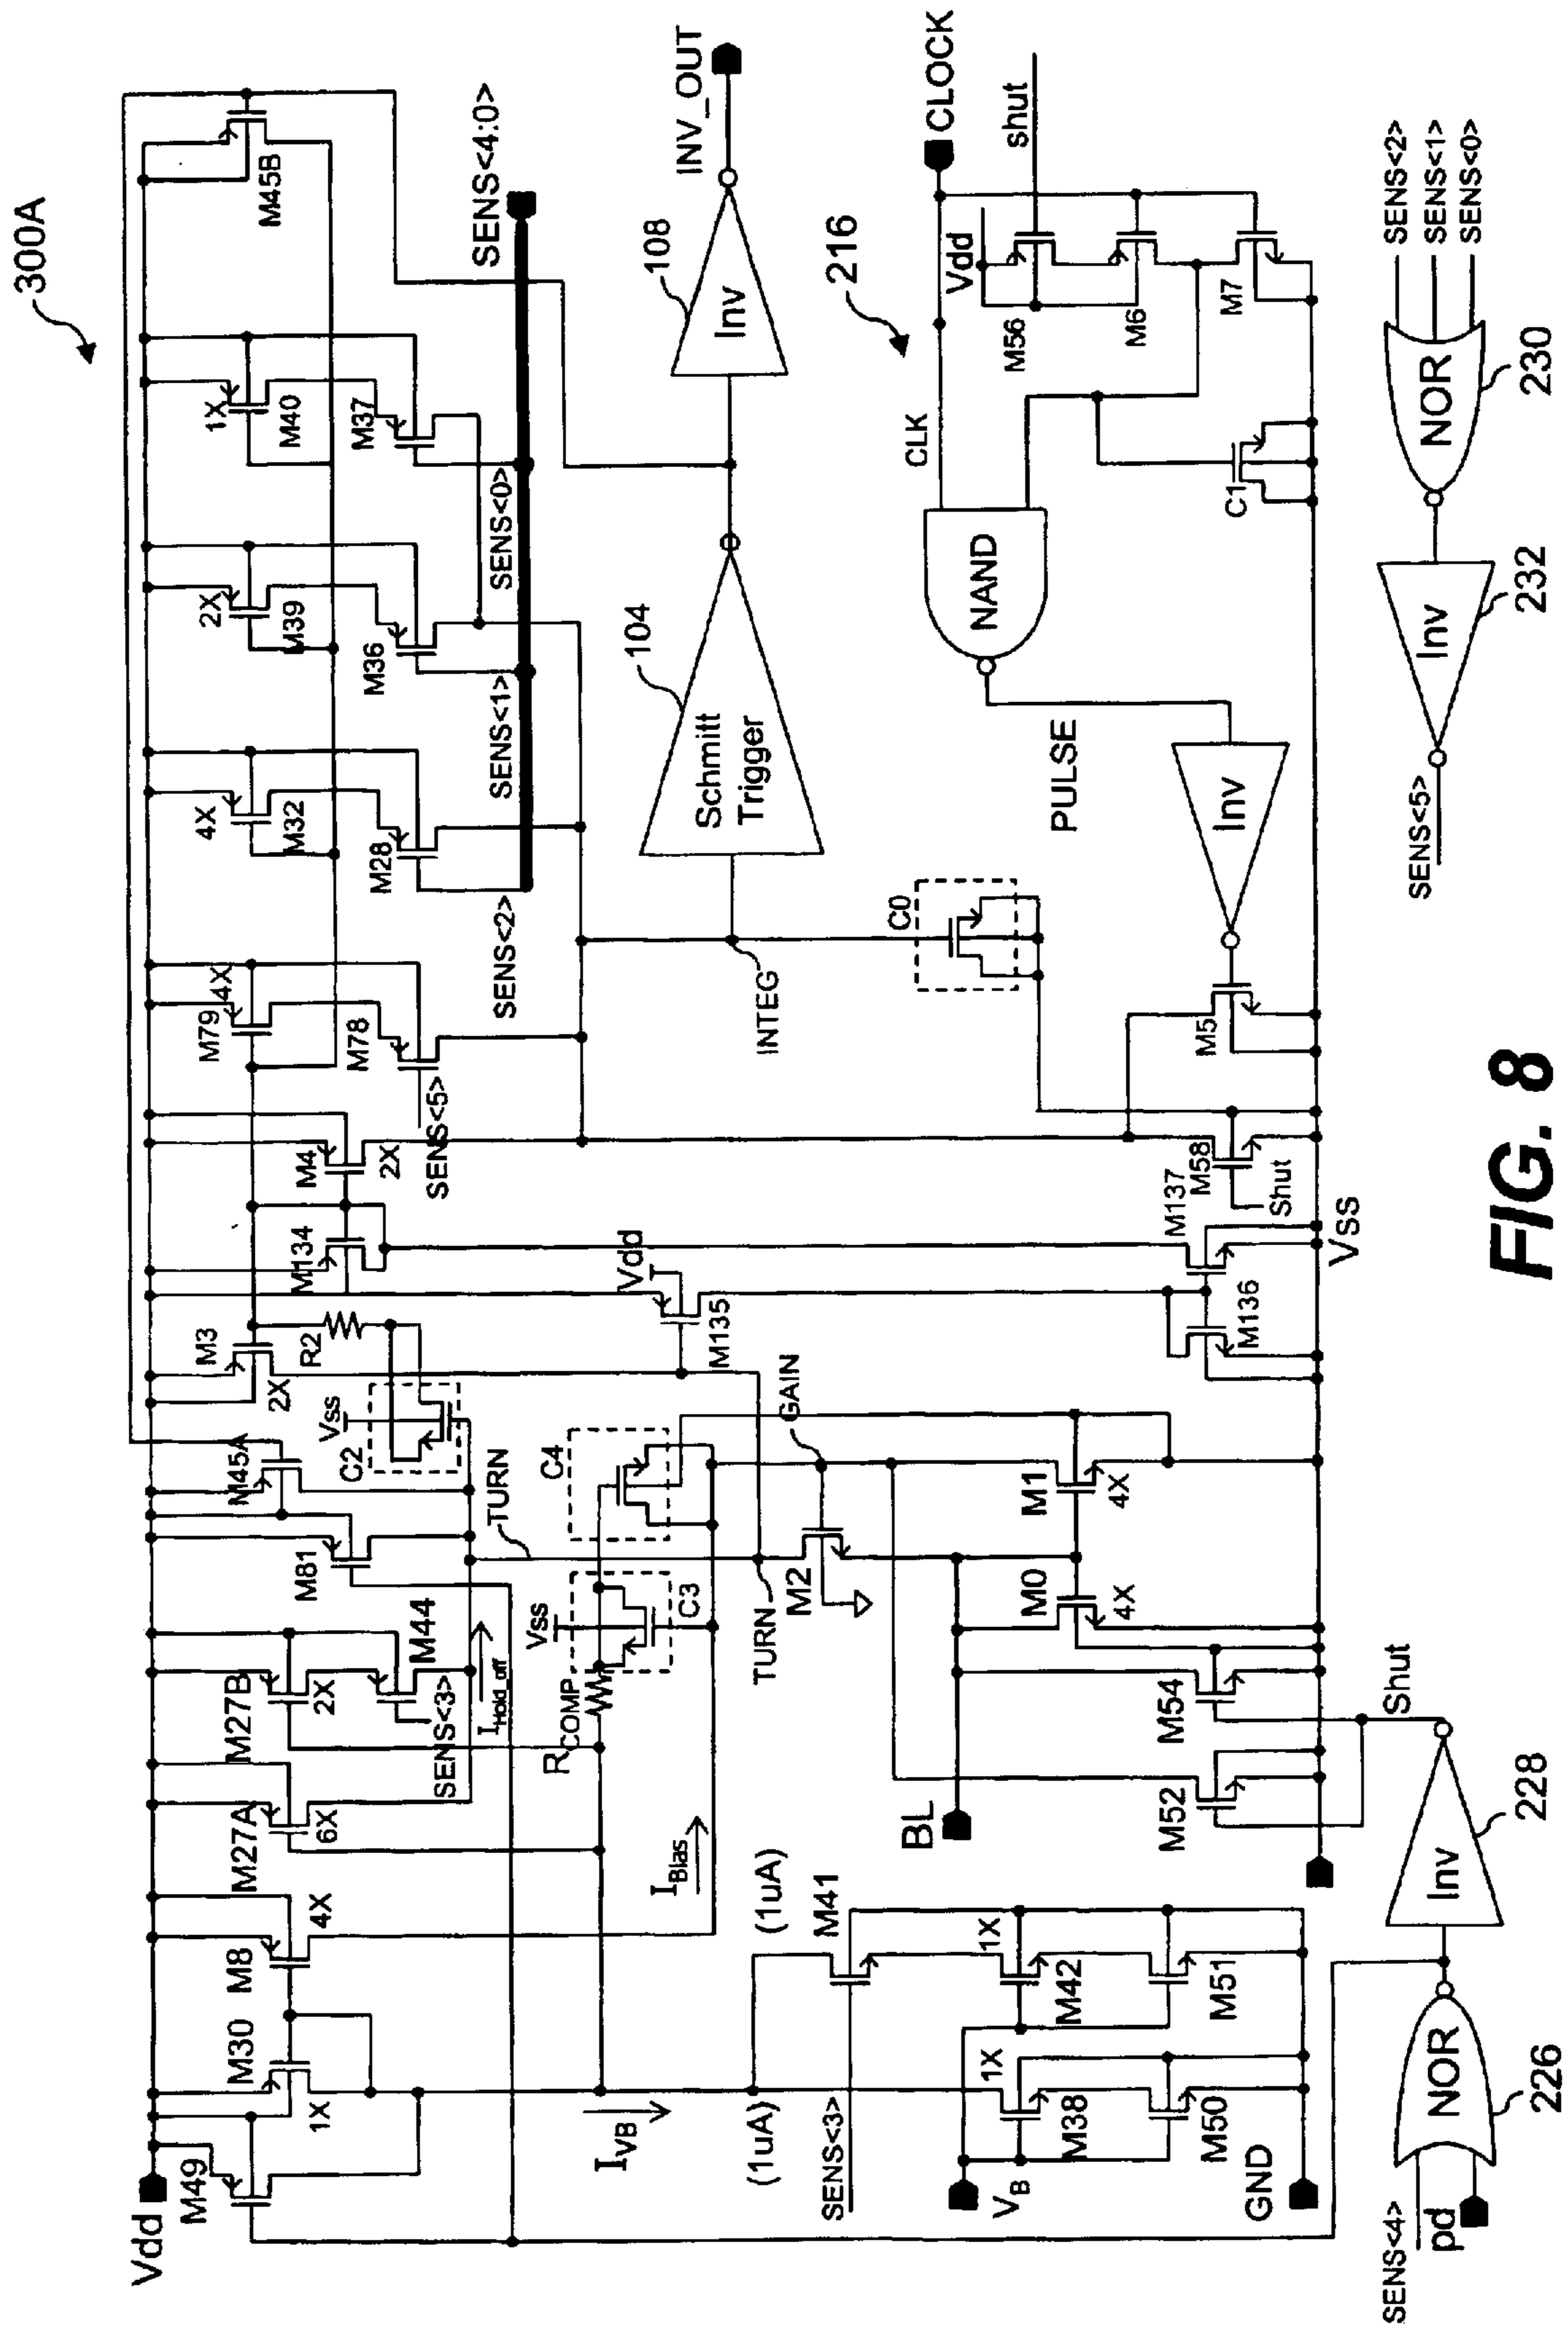 300A
Vdd
M49
M30
1X
M8
4X
M27A
6X
M27B
2X
M44
SENS<3>
IHold_off
M81
M45A
Vss
C2
M3
2X
R2
M134
M4
2X
SENS<5>
M79
4X
M78
4X
M32
M28
SENS<2>
2X
M39
M36
SENS<1>
1X
M40
M37
SENS<0>
M45B
SENS<4:0>
TURN
RCOMP
Vss
C3
C4
TURN
M2
GAIN
Vdd
M135
INTEG
Schmitt
Trigger
104
Inv
108
INV_OUT
IVB
IBias
(1uA)
(1uA)
M41
SENS<3>
1X
M38
1X
M42
VB
M50
M51
GND
BL
M0
4X
M1
4X
M52
M54
Shut
M136
M137
M58
Shut
VSS
C0
M5
Inv
PULSE
NAND
CLK
C1
216
CLOCK
Vdd
shut
M56
M6
M7
SENS<4>
pd
NOR
226
Inv
228
SENS<5>
Inv
232
NOR
230
SENS<2>
SENS<1>
SENS<0>
FIG. 8